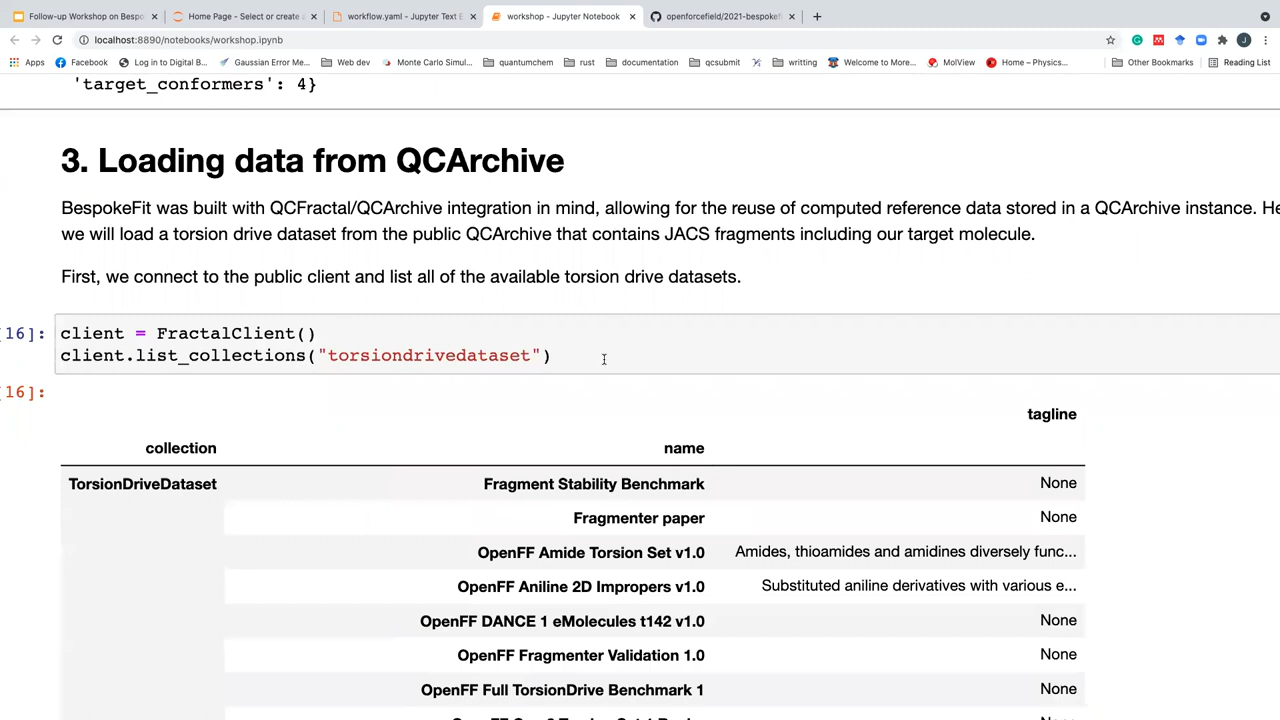 Follow-up Workshop on Bespo
Home Page - Select or create a
workflow.yaml - Jupyter Text E
workshop - Jupyter Notebook
openforcefield/2021-bespokef
localhost:8890/notebooks/workshop.ipynb
Apps
Facebook
Log in to Digital B...
Gaussian Error Me...
Web dev
Monte Carlo Simul...
quantumchem
rust
documentation
qcsubmit
writting
Welcome to More...
MolView
Home – Physics...
Other Bookmarks
Reading List
'target_conformers': 4}
3. Loading data from QCArchive
BespokeFit was built with QCFractal/QCArchive integration in mind, allowing for the reuse of computed reference data stored in a QCArchive instance. He
we will load a torsion drive dataset from the public QCArchive that contains JACS fragments including our target molecule.
First, we connect to the public client and list all of the available torsion drive datasets.
[16]: client = FractalClient()
client.list_collections("torsiondrivedataset")
[16]:
tagline
collection name
TorsionDriveDataset Fragment Stability Benchmark None
Fragmenter paper None
OpenFF Amide Torsion Set v1.0 Amides, thioamides and amidines diversely func...
OpenFF Aniline 2D Impropers v1.0 Substituted aniline derivatives with various e...
OpenFF DANCE 1 eMolecules t142 v1.0 None
OpenFF Fragmenter Validation 1.0 None
OpenFF Full TorsionDrive Benchmark 1 None